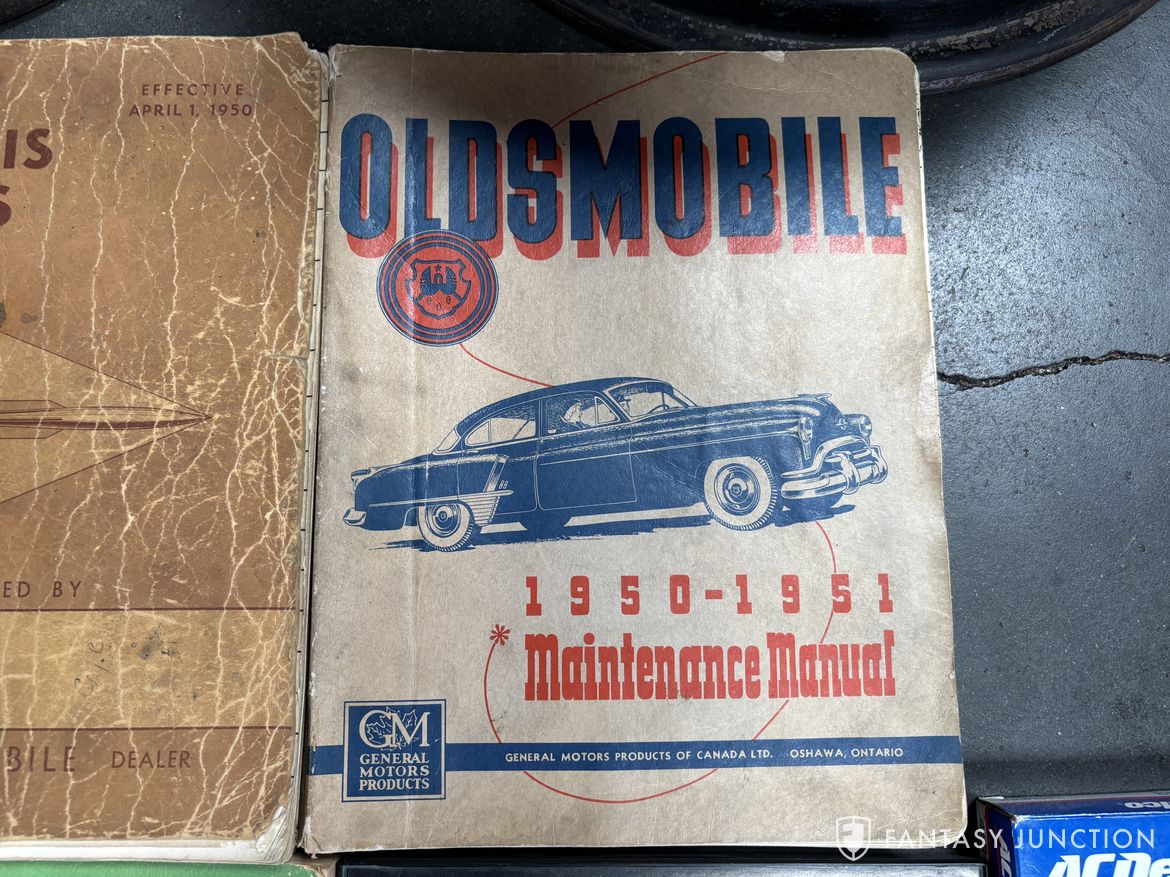 EFFECTIVE
APRIL 1, 1950
IS
S
ED BY
BILE DEALER
OLDSMOBILE
88
1950-1951
* Maintenance Manual
GM
GENERAL
MOTORS
PRODUCTS
GENERAL MOTORS PRODUCTS OF CANADA LTD. OSHAWA, ONTARIO
lco
ACDe
FANTASY JUNCTION